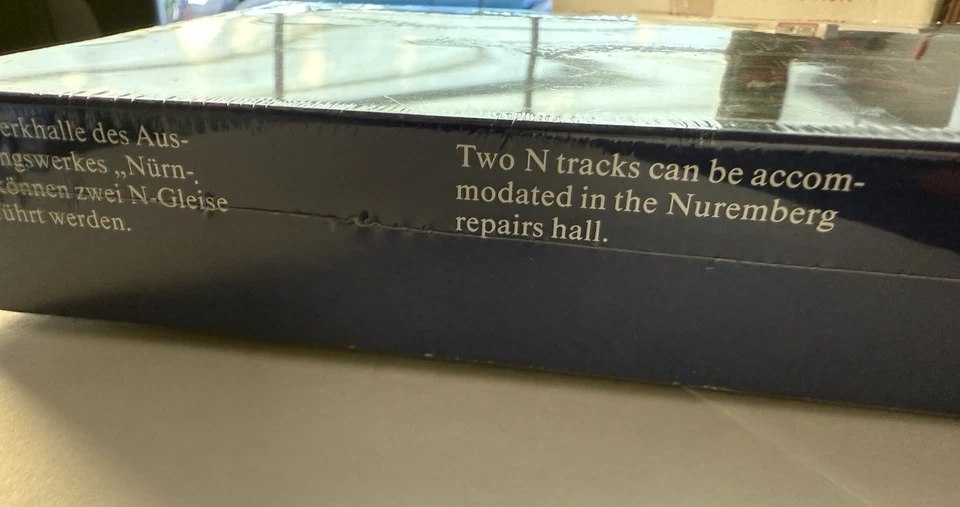 erkhalle des Aus-
ngswerkes „Nürn-
können zwei N-Gleise
führt werden.
Two N tracks can be accom-
modated in the Nuremberg
repairs hall.